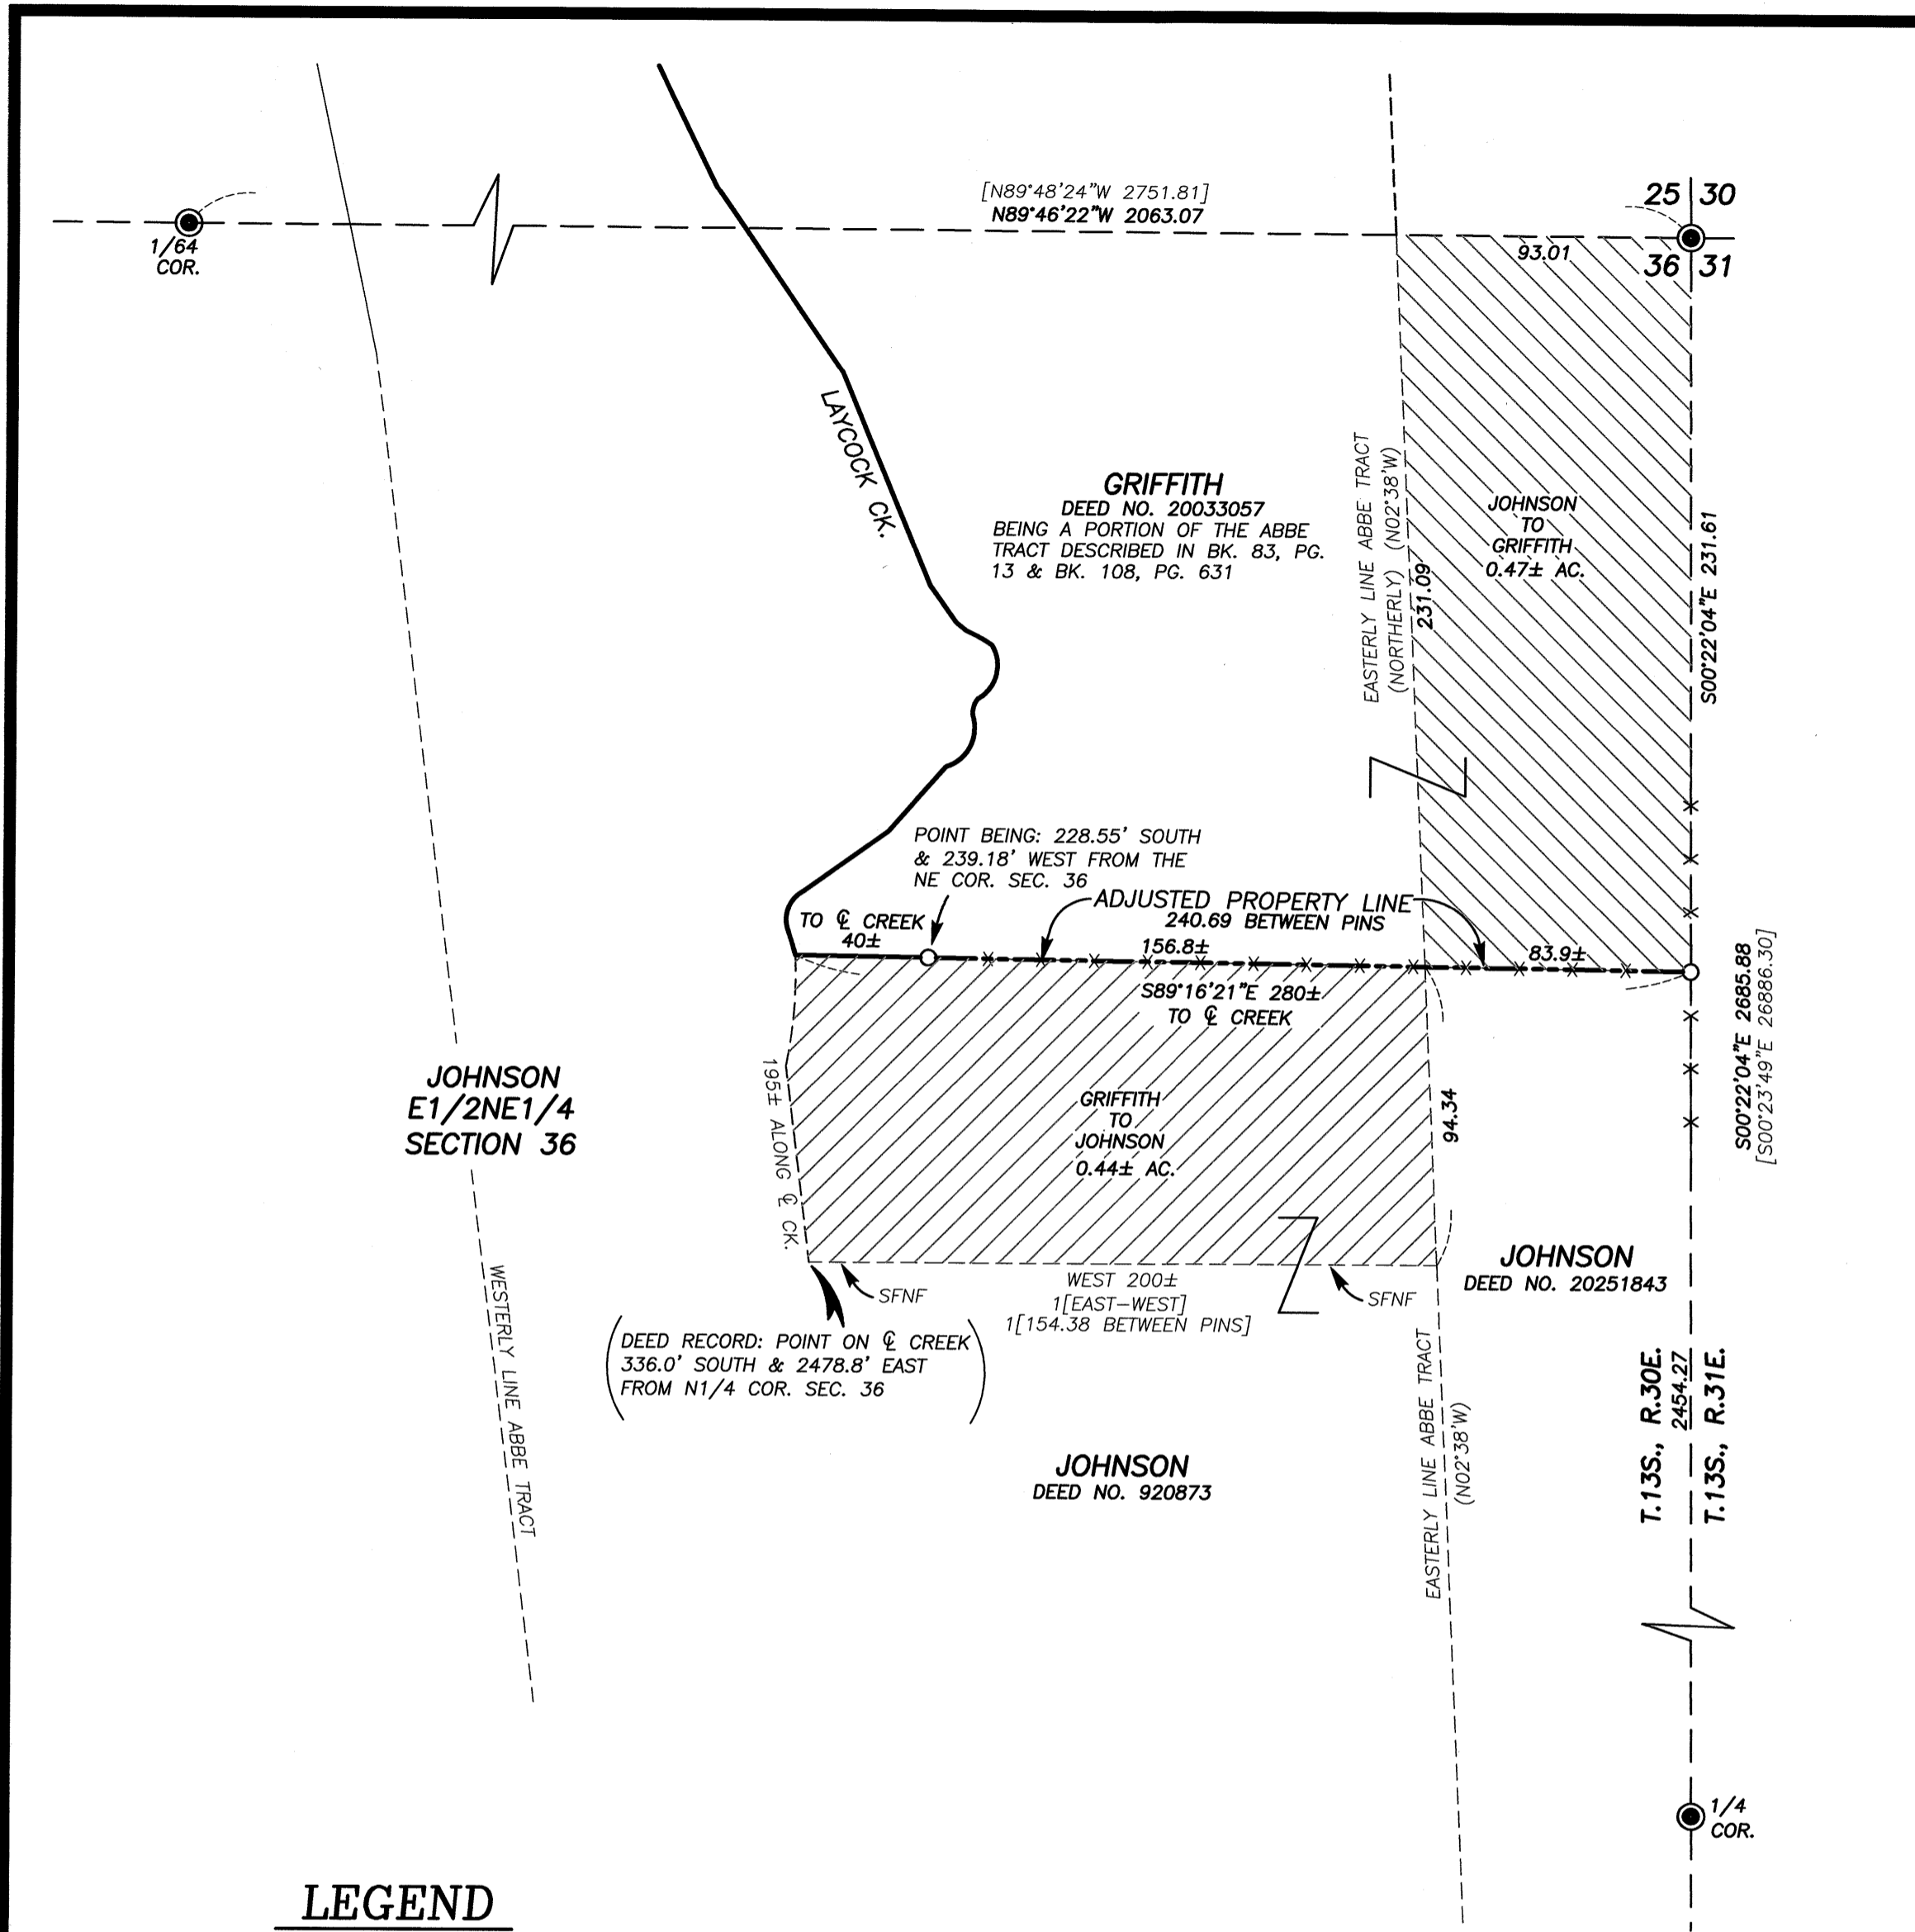 [N89°48'24"W 2751.81]
N89°46'22"W 2063.07
25 30
36 31
1/64
COR.
93.01
LAYCOCK CK.
GRIFFITH
DEED NO. 20033057
BEING A PORTION OF THE ABBE
TRACT DESCRIBED IN BK. 83, PG.
13 & BK. 108, PG. 631
EASTERLY LINE ABBE TRACT
(NORTHERLY) (N02°38'W)
231.09
JOHNSON
TO
GRIFFITH
0.47± AC.
S00°22'04"E 231.61
POINT BEING: 228.55' SOUTH
& 239.18' WEST FROM THE
NE COR. SEC. 36
ADJUSTED PROPERTY LINE
240.69 BETWEEN PINS
TO ℄ CREEK
40±
156.8±
83.9±
S89°16'21"E 280±
TO ℄ CREEK
S00°22'04"E 2685.88
[S00°23'49"E 26886.30]
JOHNSON
E1/2NE1/4
SECTION 36
195± ALONG ℄ CK.
GRIFFITH
TO
JOHNSON
0.44± AC.
94.34
WESTERLY LINE ABBE TRACT
SFNF
WEST 200±
1[EAST-WEST]
1[154.38 BETWEEN PINS]
SFNF
JOHNSON
DEED NO. 20251843
(DEED RECORD: POINT ON ℄ CREEK
336.0' SOUTH & 2478.8' EAST
FROM N1/4 COR. SEC. 36)
EASTERLY LINE ABBE TRACT
(N02°38'W)
T.13S., R.30E.
2454.27
T.13S., R.31E.
JOHNSON
DEED NO. 920873
1/4
COR.
LEGEND